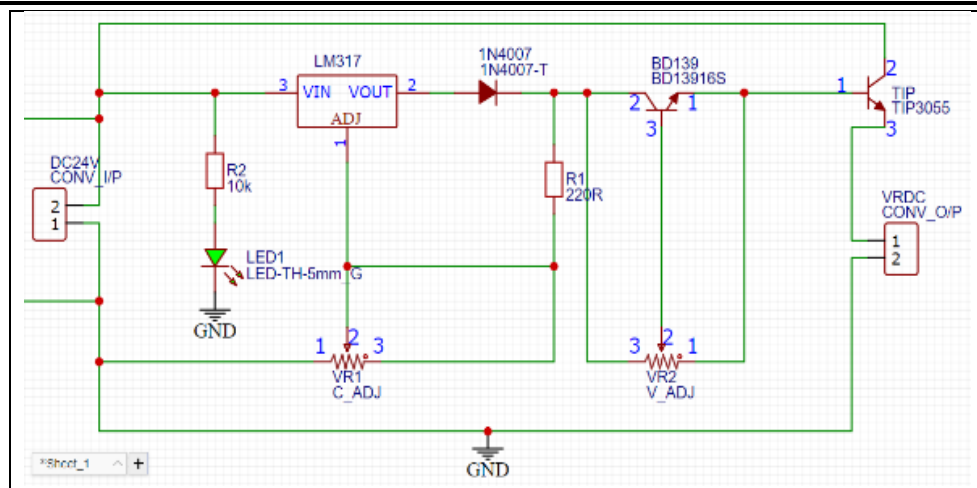 LM317
3 VIN VOUT 2
ADJ
1
1N4007
1N4007-T
BD139
BD13916S
2 1
3
1 2
TIP
TIP3055
3
DC24V
CONV_I/P
2
1
R2
10k
R1
220R
VRDC
CONV_O/P
1
2
LED1
LED-TH-5mm_G
GND
1 2 3
VR1
C_ADJ
3 2 1
VR2
V_ADJ
GND
*Sheet_1
+